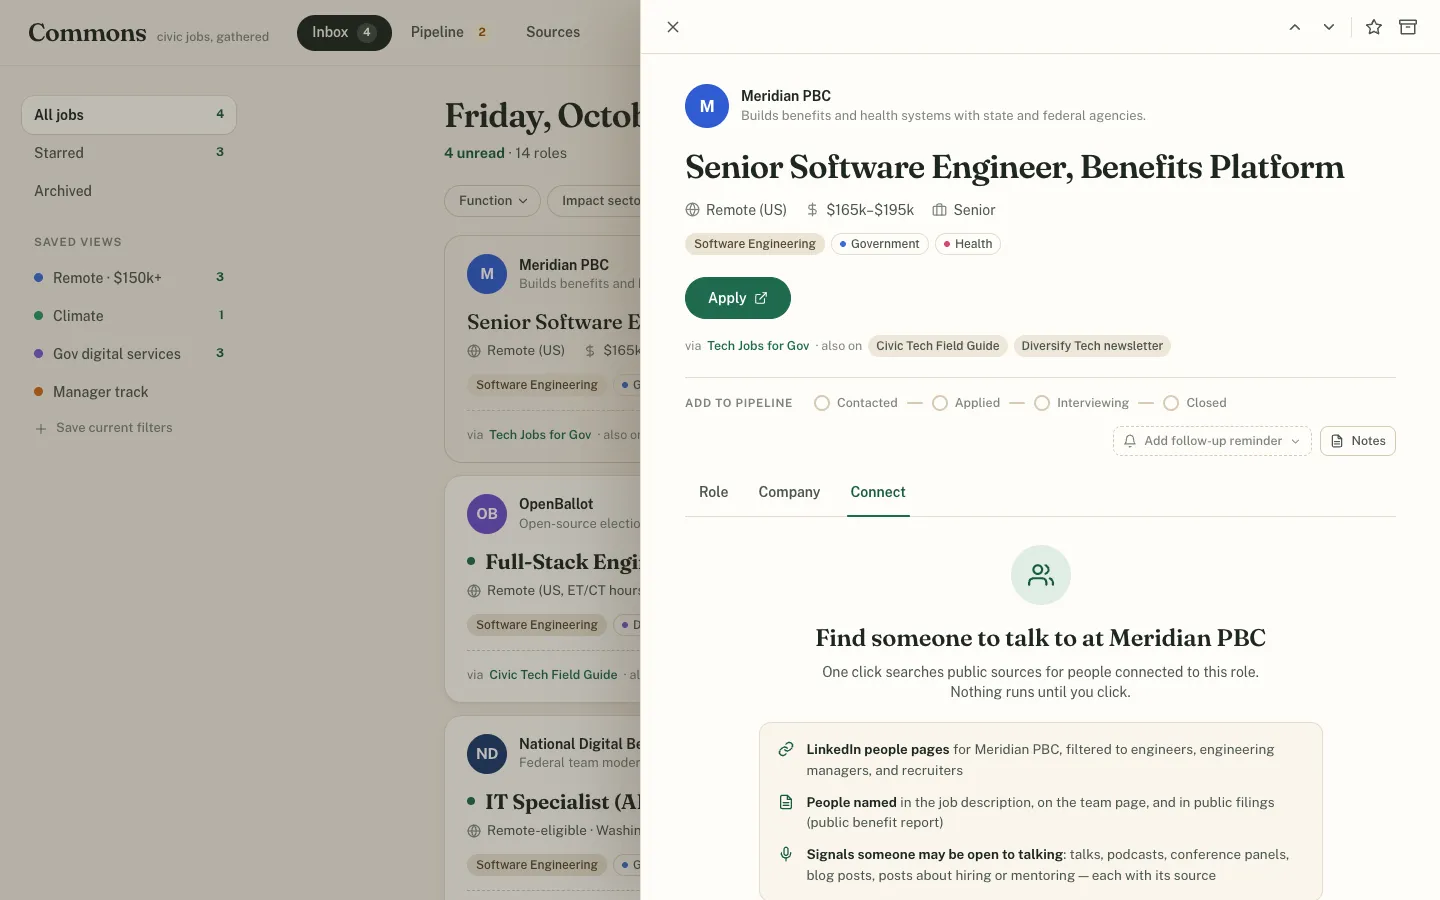 Commons civic jobs, gathered Inbox 4 Pipeline 2 Sources
All jobs 4
Starred 3
Archived
SAVED VIEWS
Remote · $150k+ 3
Climate 1
Gov digital services 3
Manager track
Save current filters
Friday,
4 unread · 14 roles
Function Impact
M
Meridian PBC
Builds benefits and
Senior Software
Remote (US) $165k
Software Engineering
via Tech Jobs for Gov · also
OB
OpenBallot
Open-source
Full-Stack
Remote (US, ET/CT
Software Engineering
via Civic Tech Field Guide ·
ND
National Digital
Federal team
IT Specialist
Remote-eligible ·
Software Engineering
M
Meridian PBC
Builds benefits and health systems with state and federal agencies.
Senior Software Engineer, Benefits Platform
Remote (US) $165k–$195k Senior
Software Engineering Government Health
Apply
via Tech Jobs for Gov · also on Civic Tech Field Guide Diversify Tech newsletter
ADD TO PIPELINE Contacted Applied Interviewing Closed
Add follow-up reminder Notes
Role Company Connect
Find someone to talk to at Meridian PBC
One click searches public sources for people connected to this role.
Nothing runs until you click.
LinkedIn people pages for Meridian PBC, filtered to engineers, engineering
managers, and recruiters
People named in the job description, on the team page, and in public filings
(public benefit report)
Signals someone may be open to talking: talks, podcasts, conference panels,
blog posts, posts about hiring or mentoring — each with its source